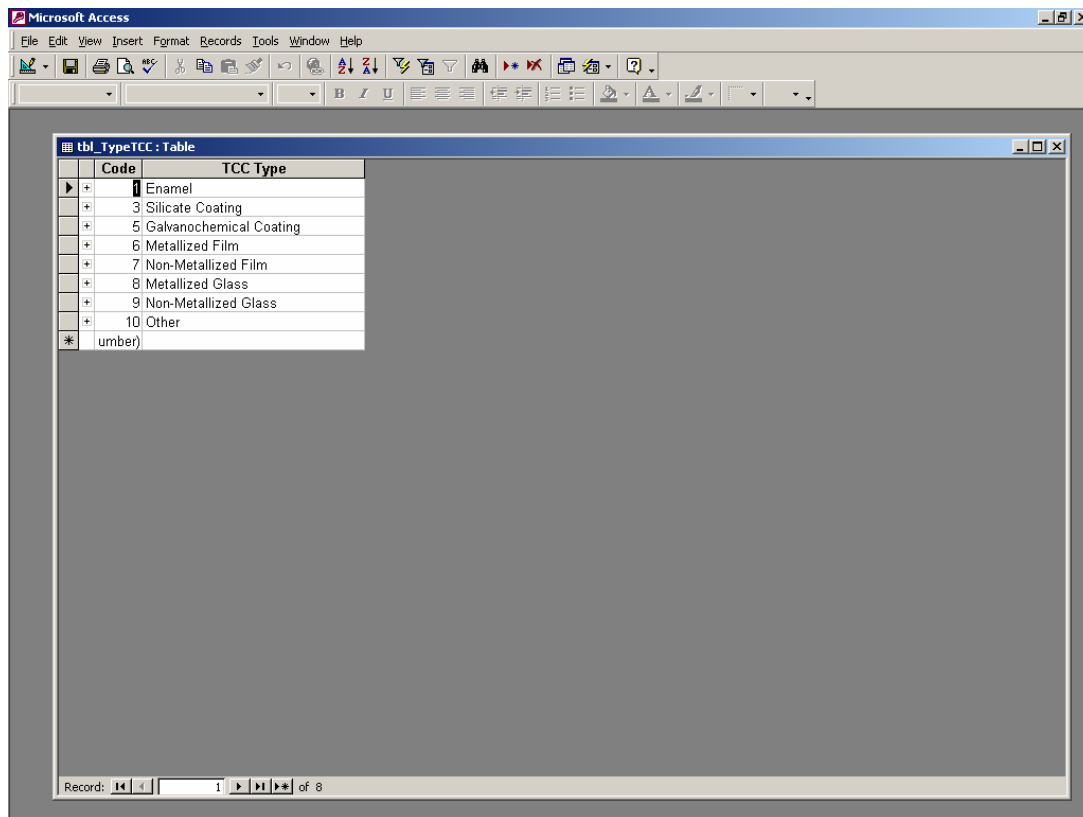 Microsoft Access
File Edit View Insert Format Records Tools Window Help
B I U
tbl_TypeTCC : Table
Code TCC Type
1 Enamel
3 Silicate Coating
5 Galvanochemical Coating
6 Metallized Film
7 Non-Metallized Film
8 Metallized Glass
9 Non-Metallized Glass
10 Other
umber)
Record: 1 of 8